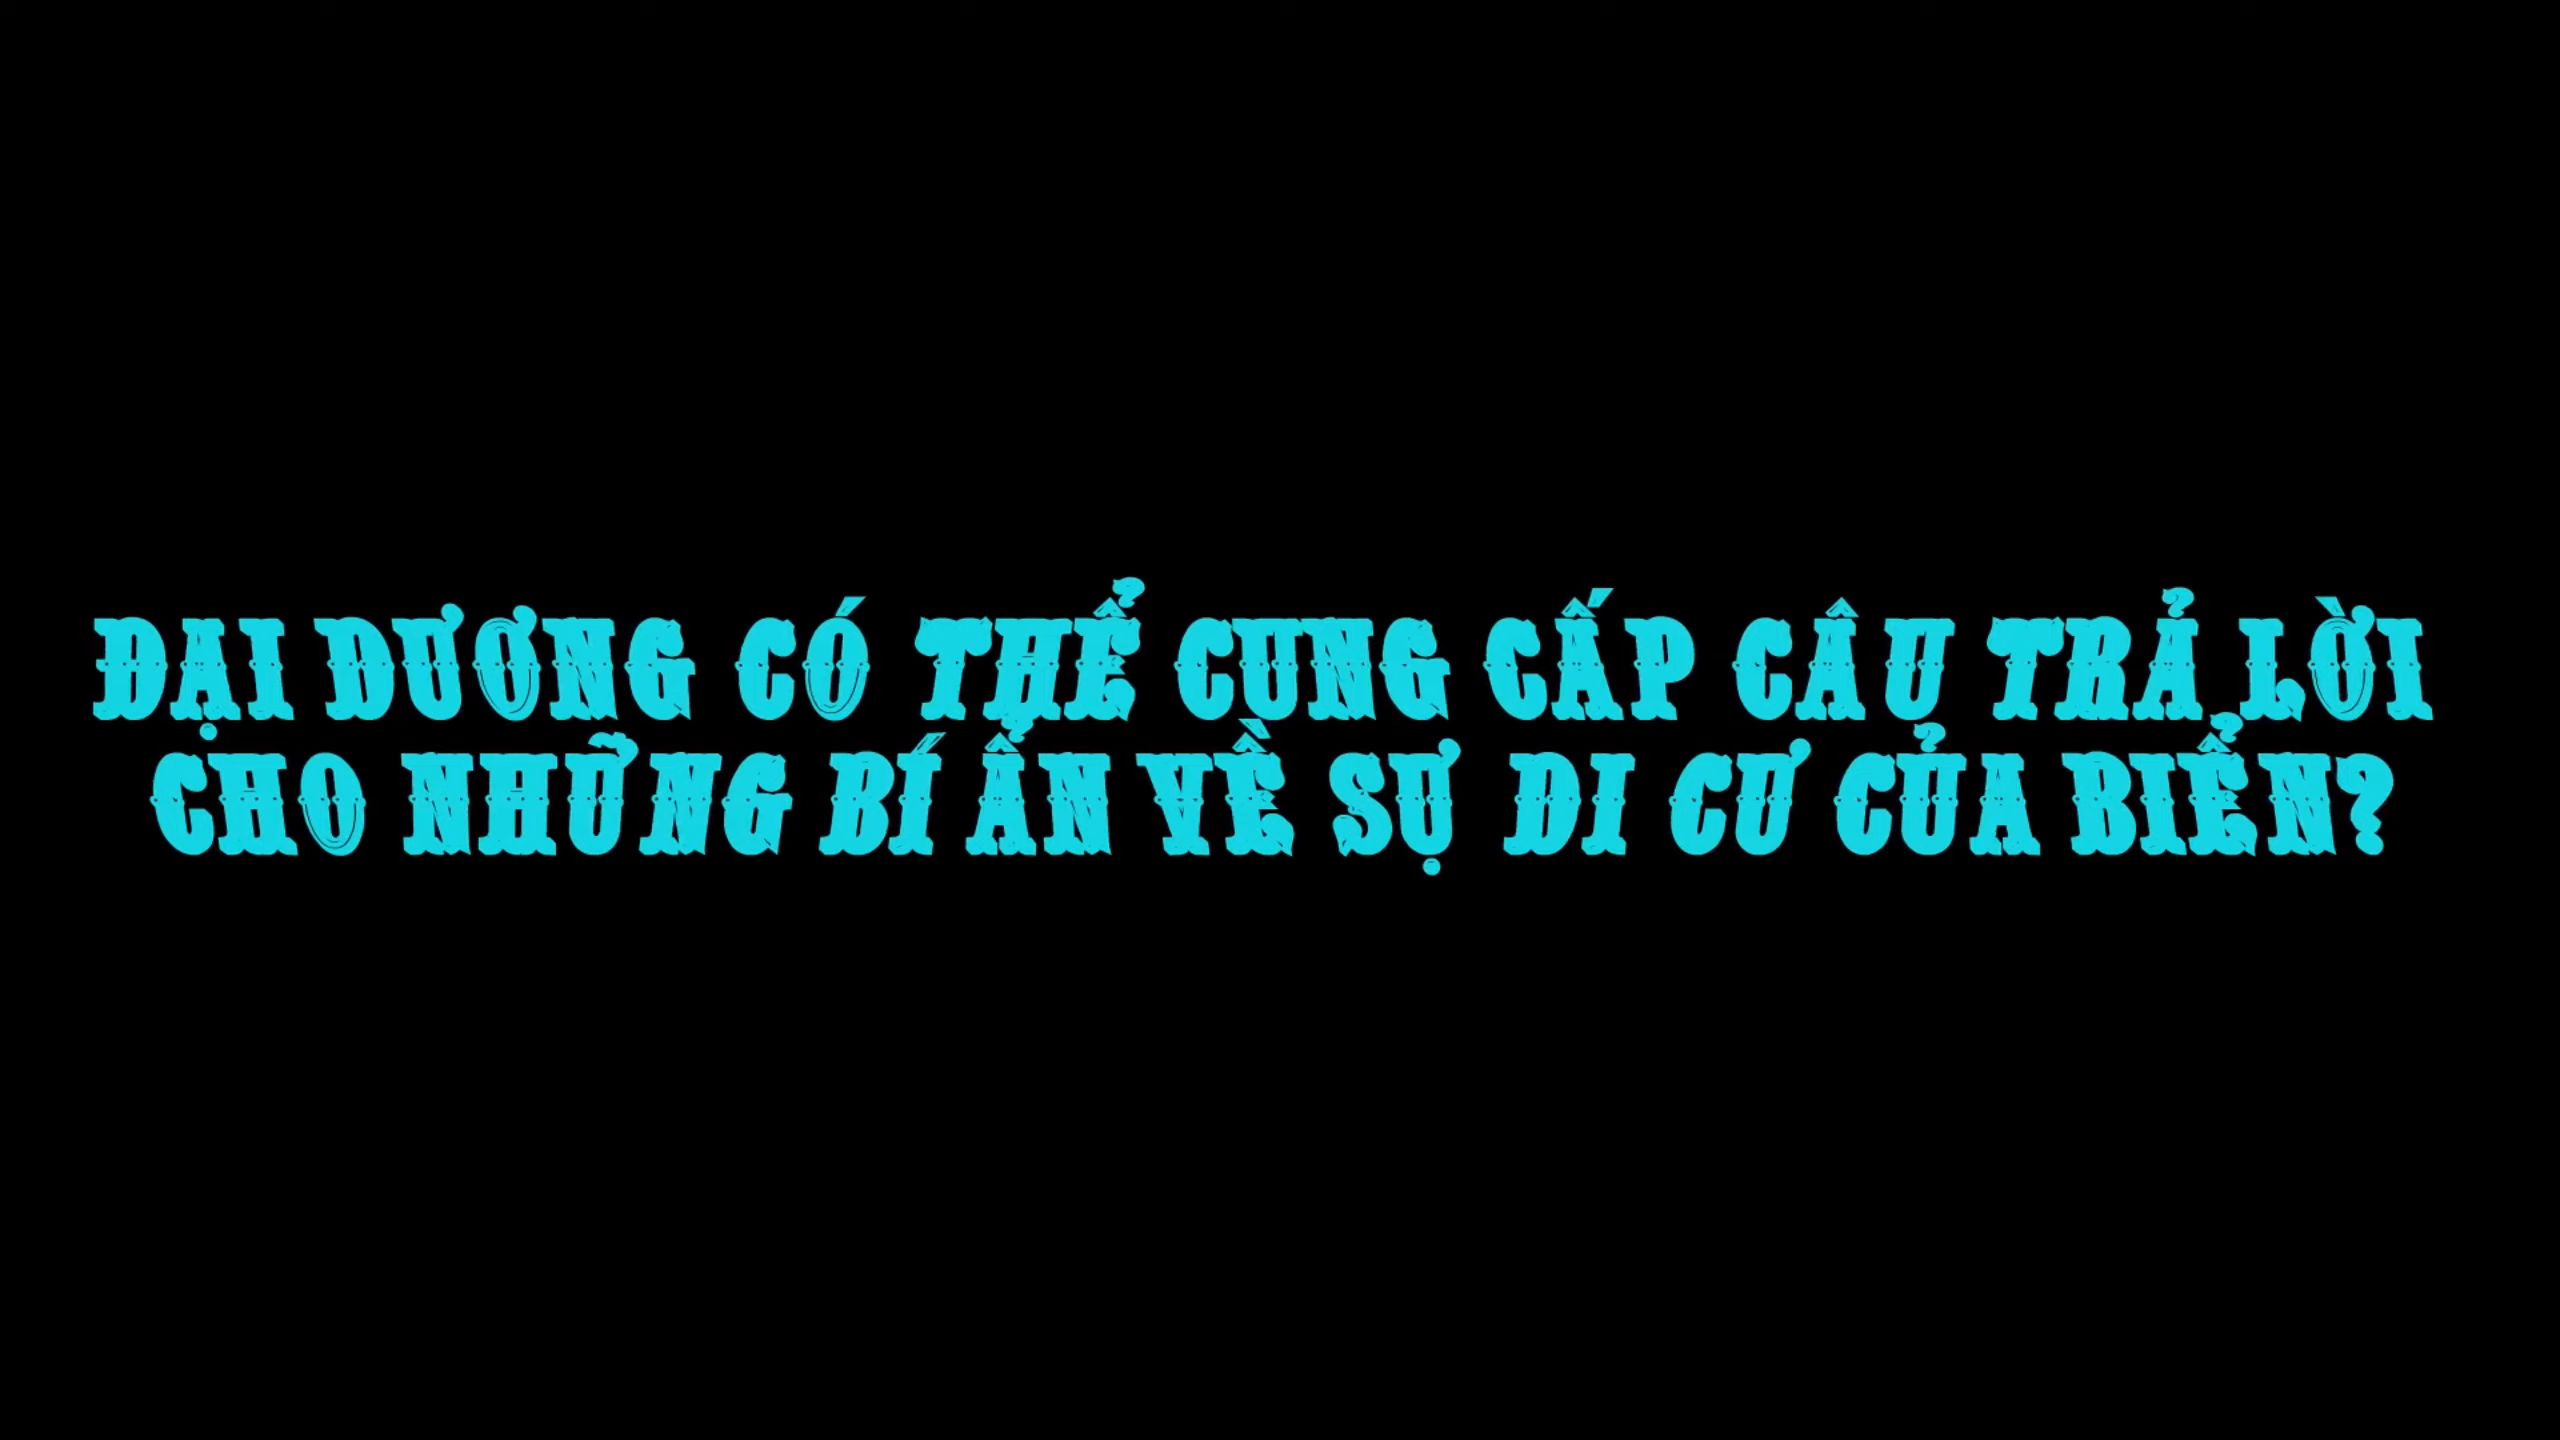 ĐẠI DƯƠNG CÓ THỂ CUNG CẤP CÂU TRẢ LỜI
CHO NHỮNG BÍ ẨN VỀ SỰ DI CƯ CỦA BIỂN?